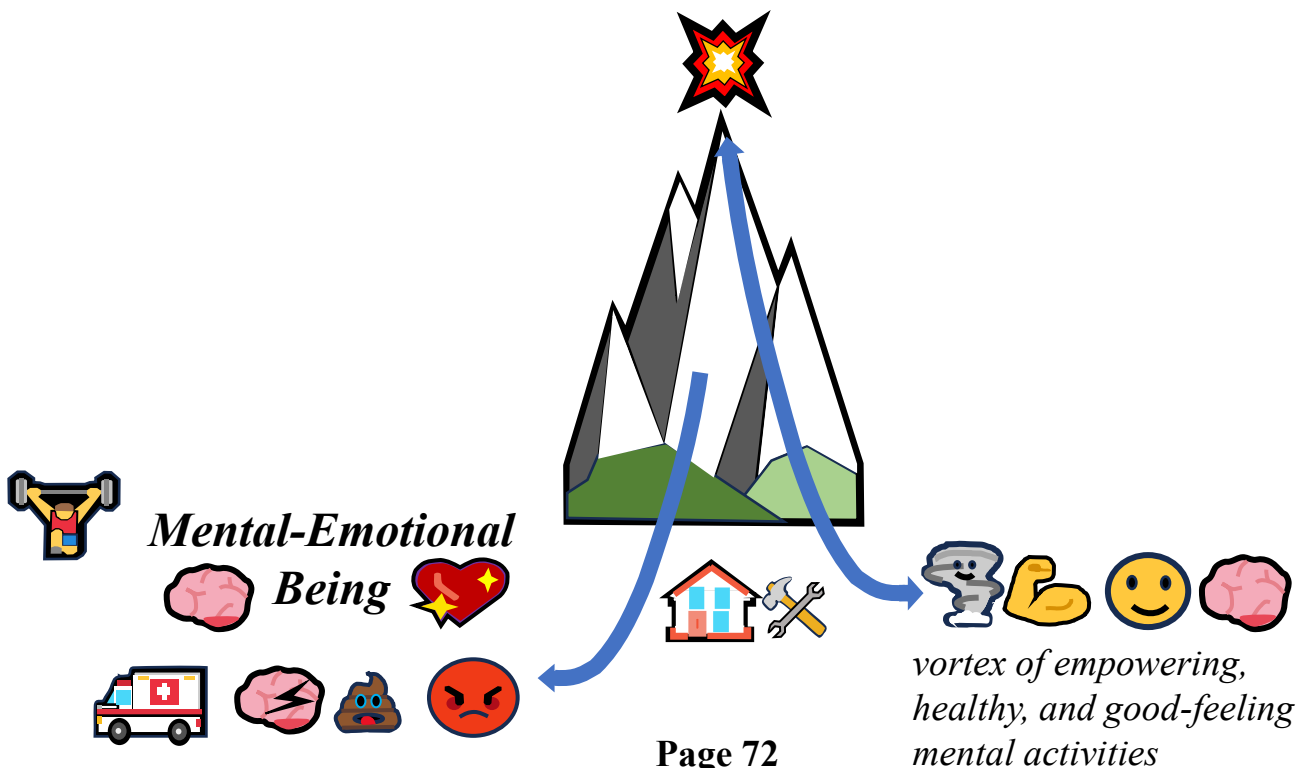 Mental-Emotional
Being
vortex of empowering,
healthy, and good-feeling
mental activities
Page 72